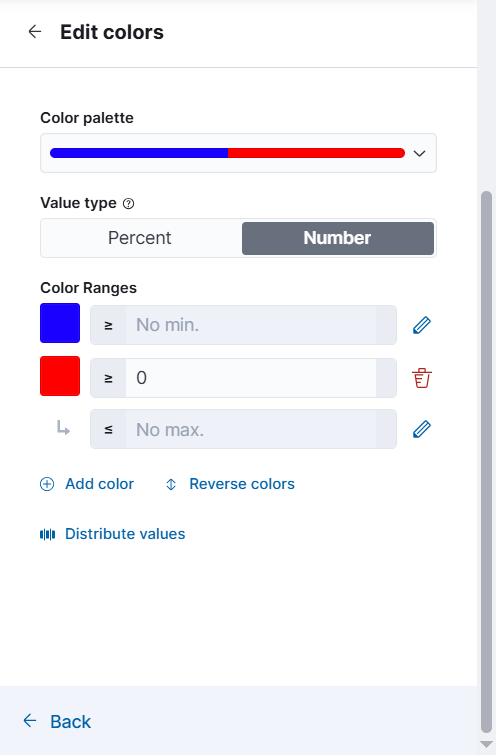 Edit colors
Color palette
Value type
Percent Number
Color Ranges
≥ No min.
≥ 0
≤ No max.
Add color Reverse colors
Distribute values
Back